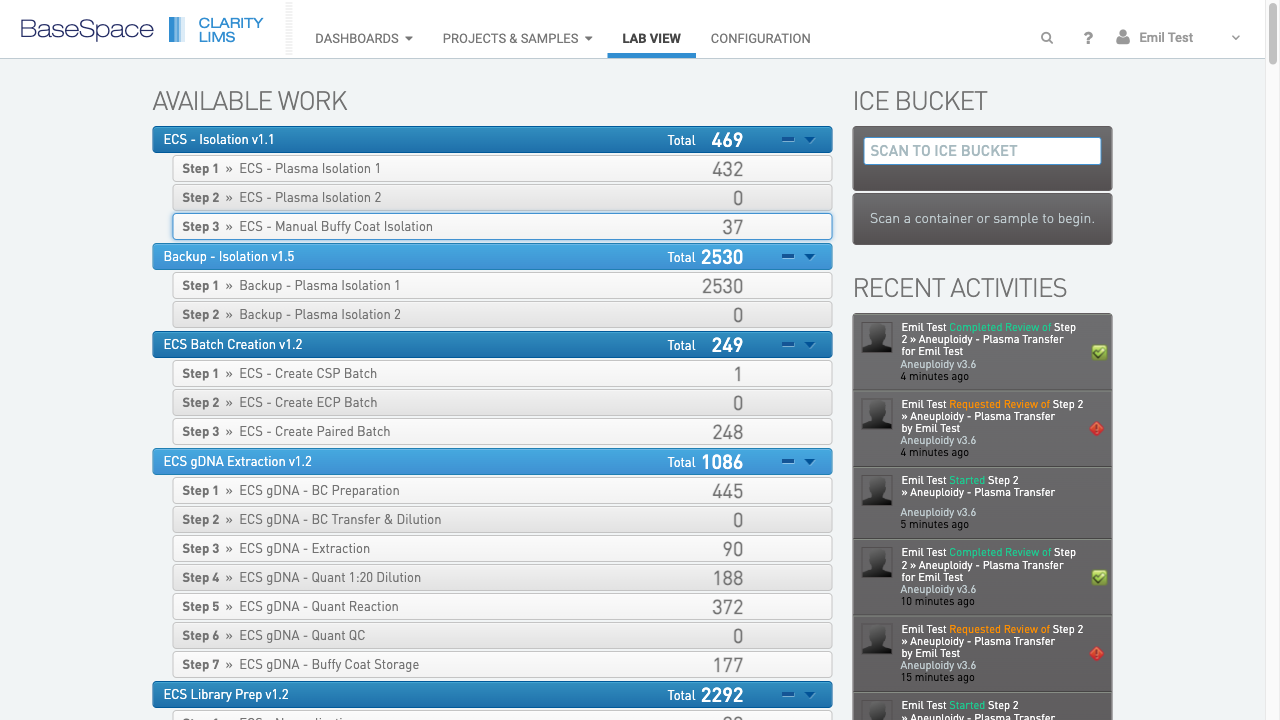 BaseSpace CLARITY LIMS
DASHBOARDS PROJECTS & SAMPLES LAB VIEW CONFIGURATION ? Emil Test
AVAILABLE WORK
ECS - Isolation v1.1 Total 469
Step 1 » ECS - Plasma Isolation 1 432
Step 2 » ECS - Plasma Isolation 2 0
Step 3 » ECS - Manual Buffy Coat Isolation 37
Backup - Isolation v1.5 Total 2530
Step 1 » Backup - Plasma Isolation 1 2530
Step 2 » Backup - Plasma Isolation 2 0
ECS Batch Creation v1.2 Total 249
Step 1 » ECS - Create CSP Batch 1
Step 2 » ECS - Create ECP Batch 0
Step 3 » ECS - Create Paired Batch 248
ECS gDNA Extraction v1.2 Total 1086
Step 1 » ECS gDNA - BC Preparation 445
Step 2 » ECS gDNA - BC Transfer & Dilution 0
Step 3 » ECS gDNA - Extraction 90
Step 4 » ECS gDNA - Quant 1:20 Dilution 188
Step 5 » ECS gDNA - Quant Reaction 372
Step 6 » ECS gDNA - Quant QC 0
Step 7 » ECS gDNA - Buffy Coat Storage 177
ECS Library Prep v1.2 Total 2292
ICE BUCKET
SCAN TO ICE BUCKET
Scan a container or sample to begin.
RECENT ACTIVITIES
Emil Test Completed Review of Step
2 » Aneuploidy - Plasma Transfer
for Emil Test
Aneuploidy v3.6
4 minutes ago
Emil Test Requested Review of Step 2
» Aneuploidy - Plasma Transfer
by Emil Test
Aneuploidy v3.6
4 minutes ago
Emil Test Started Step 2
» Aneuploidy - Plasma Transfer
Aneuploidy v3.6
5 minutes ago
Emil Test Completed Review of Step
2 » Aneuploidy - Plasma Transfer
for Emil Test
Aneuploidy v3.6
10 minutes ago
Emil Test Requested Review of Step 2
» Aneuploidy - Plasma Transfer
by Emil Test
Aneuploidy v3.6
15 minutes ago
Emil Test Started Step 2
» Aneuploidy - Plasma Transfer